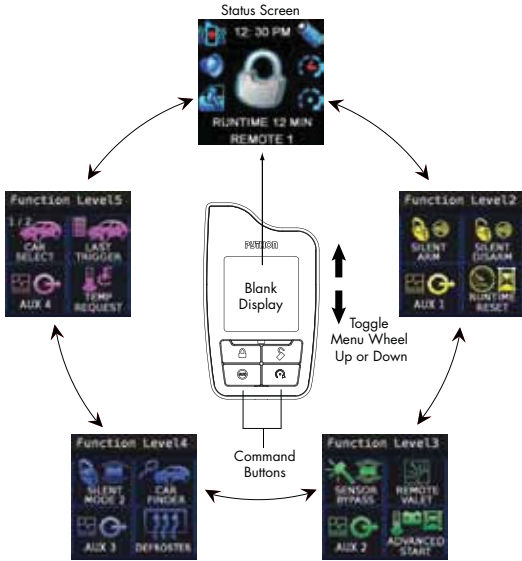 Status Screen
12: 30 PM
RUNTIME 12 MIN
REMOTE 1
Function Level5
1/2
CAR
SELECT
LAST
TRIGGER
AUX 4
TEMP
REQUEST
Function Level2
SILENT
ARM
SILENT
DISARM
AUX 1
RUNTIME
RESET
PYTHON
Blank
Display
AUX
Toggle
Menu Wheel
Up or Down
Command
Buttons
Function Level4
SILENT
MODE 2
CAR
FINDER
AUX 3
DEFROSTER
Function Level3
SENSOR
BYPASS
REMOTE
VALET
AUX 2
ADVANCED
START